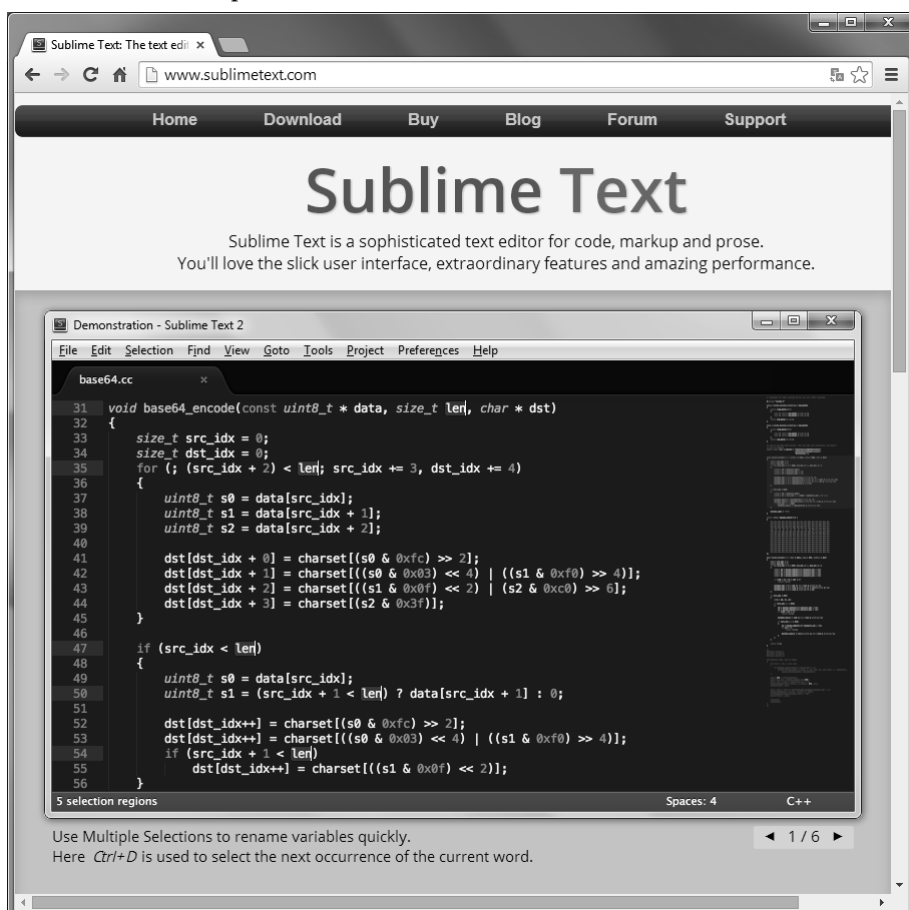 Sublime Text: The text edit
www.sublimetext.com
Home Download Buy Blog Forum Support
Sublime Text
Sublime Text is a sophisticated text editor for code, markup and prose.
You'll love the slick user interface, extraordinary features and amazing performance.
Demonstration - Sublime Text 2
File Edit Selection Find View Goto Tools Project Preferences Help
base64.cc
31 void base64_encode(const uint8_t * data, size_t len, char * dst)
32 {
33 size_t src_idx = 0;
34 size_t dst_idx = 0;
35 for (; (src_idx + 2) < len; src_idx += 3, dst_idx += 4)
36 {
37 uint8_t s0 = data[src_idx];
38 uint8_t s1 = data[src_idx + 1];
39 uint8_t s2 = data[src_idx + 2];
40
41 dst[dst_idx + 0] = charset[(s0 & 0xfc) >> 2];
42 dst[dst_idx + 1] = charset[((s0 & 0x03) << 4) | ((s1 & 0xf0) >> 4)];
43 dst[dst_idx + 2] = charset[((s1 & 0x0f) << 2) | (s2 & 0xc0) >> 6];
44 dst[dst_idx + 3] = charset[(s2 & 0x3f)];
45 }
46
47 if (src_idx < len)
48 {
49 uint8_t s0 = data[src_idx];
50 uint8_t s1 = (src_idx + 1 < len) ? data[src_idx + 1] : 0;
51
52 dst[dst_idx++] = charset[(s0 & 0xfc) >> 2];
53 dst[dst_idx++] = charset[((s0 & 0x03) << 4) | ((s1 & 0xf0) >> 4)];
54 if (src_idx + 1 < len)
55 dst[dst_idx++] = charset[((s1 & 0x0f) << 2)];
56 }
5 selection regions Spaces: 4 C++
Use Multiple Selections to rename variables quickly.
Here Ctrl+D is used to select the next occurrence of the current word.
1 / 6